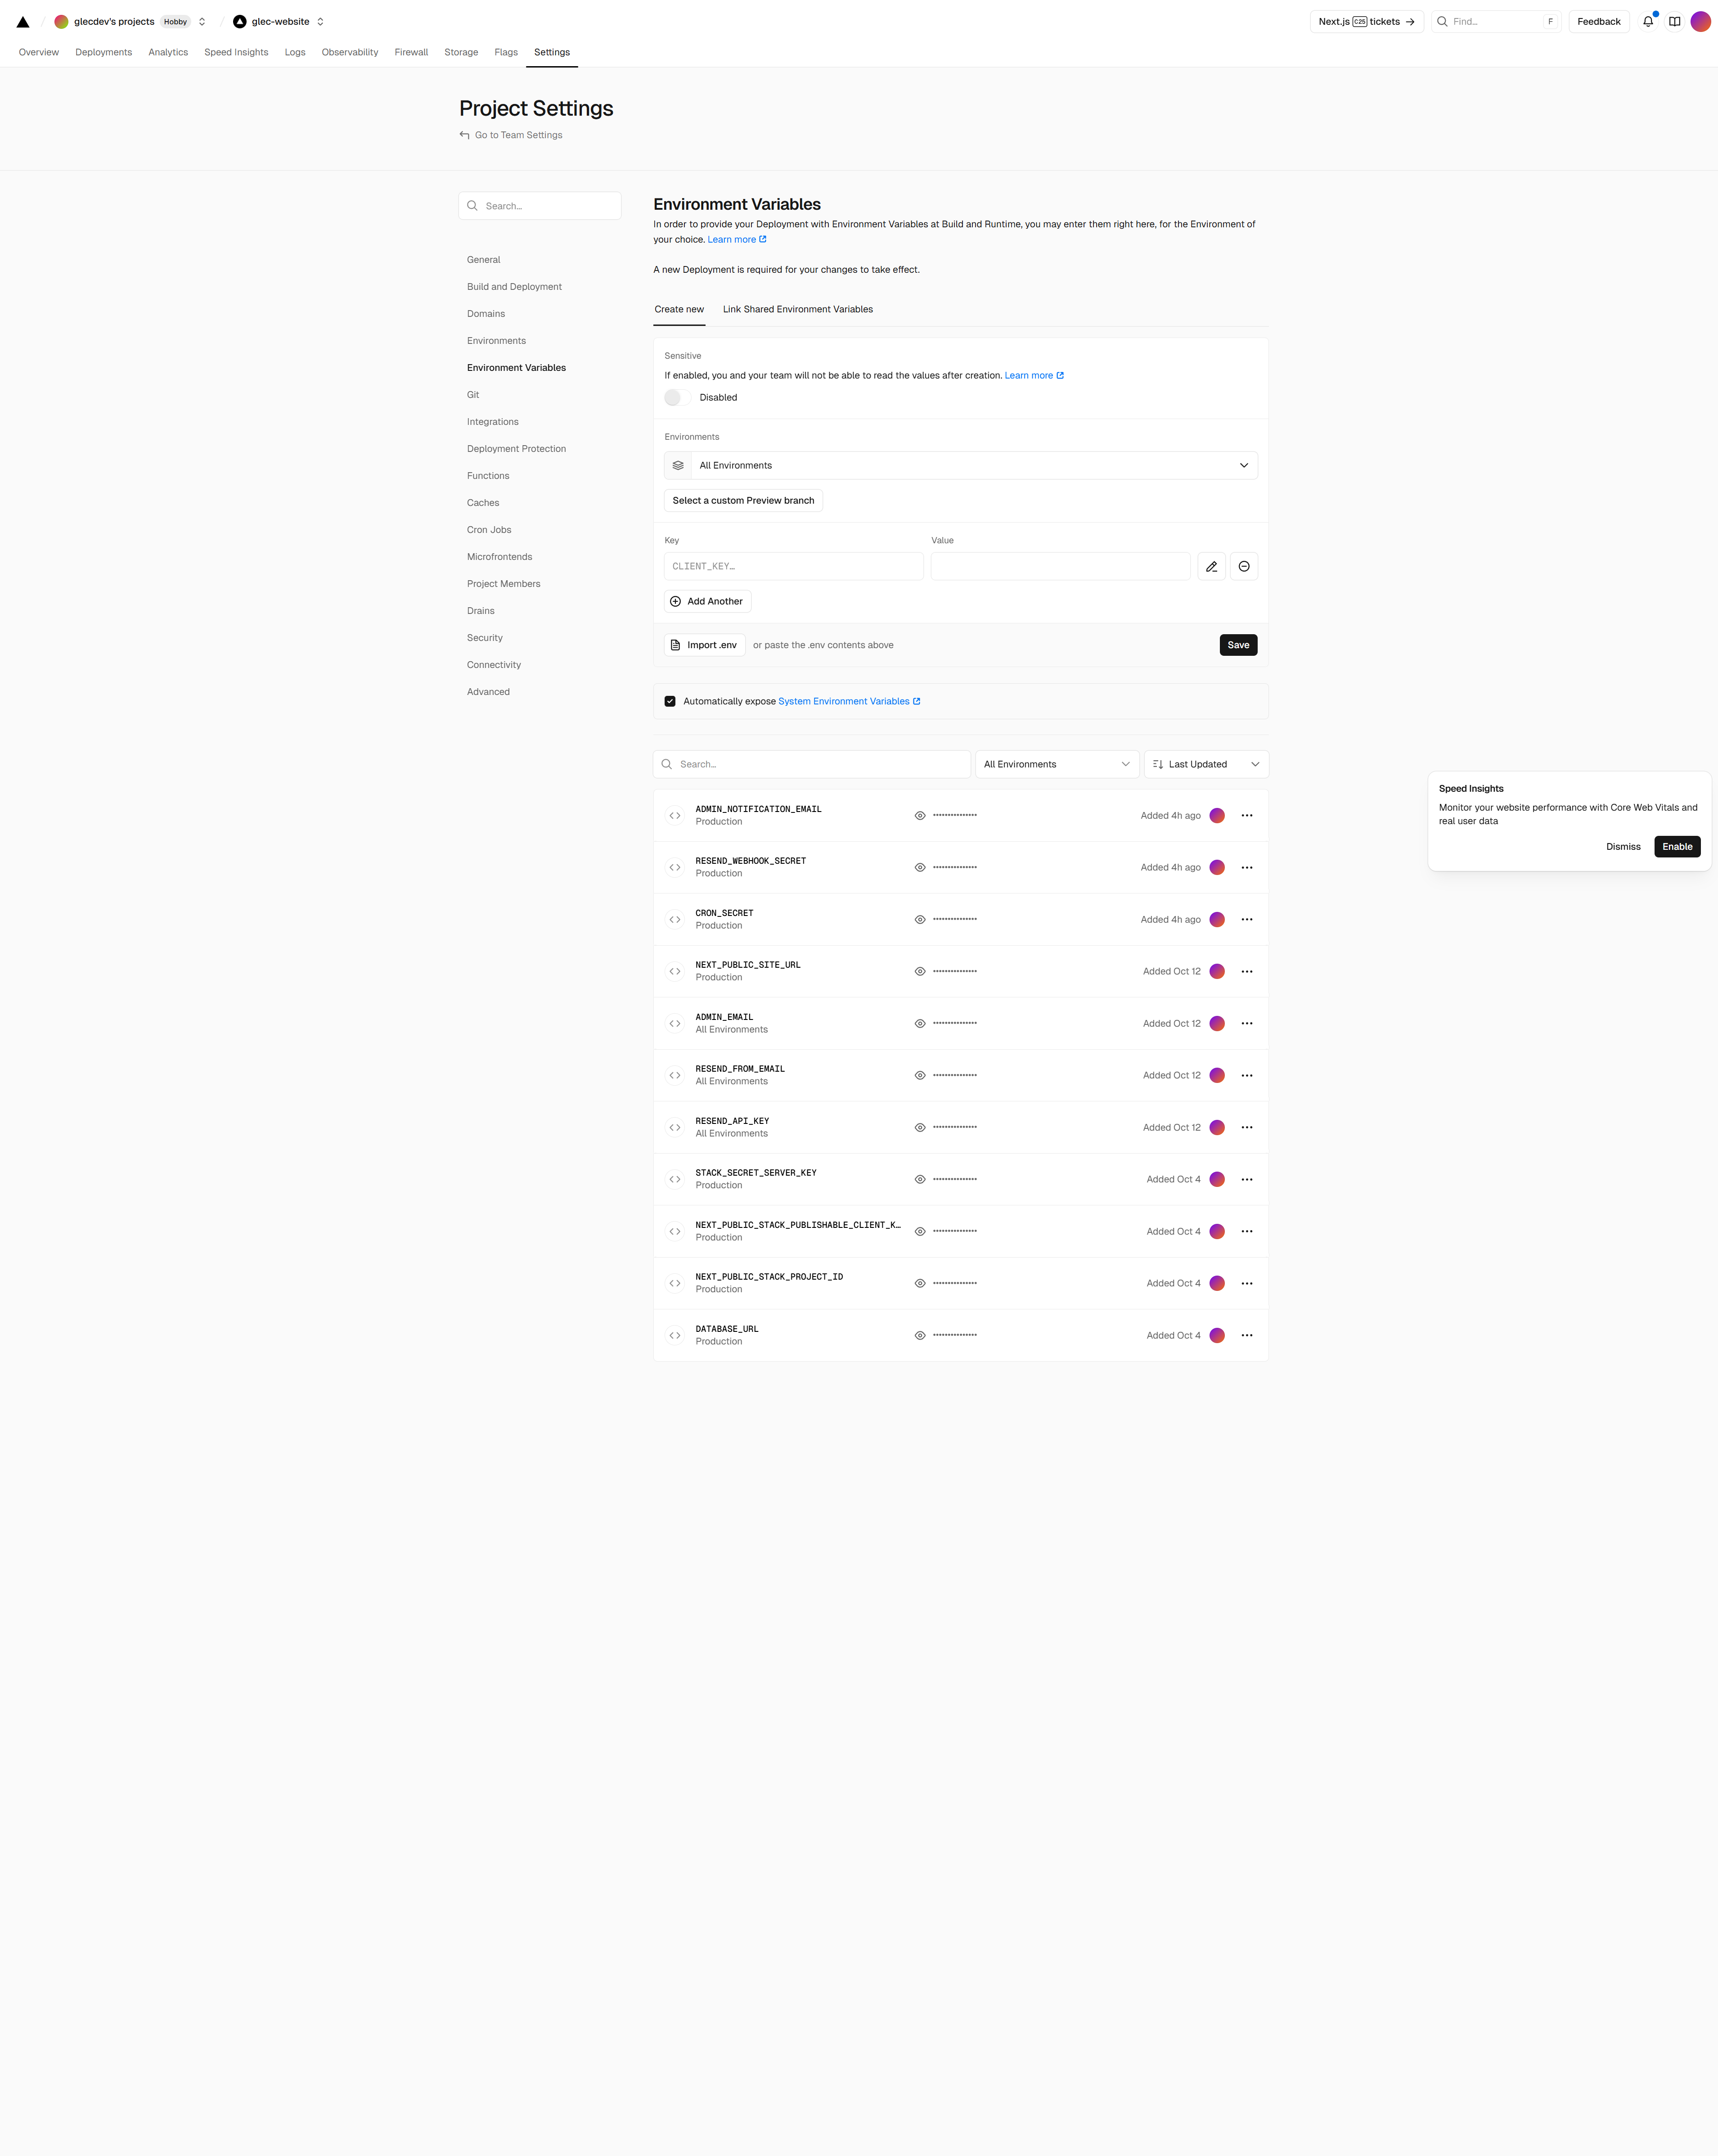 glecdev's projects Hobby
glec-website
Next.js C25 tickets
Find...
F
Feedback
Overview
Deployments
Analytics
Speed Insights
Logs
Observability
Firewall
Storage
Flags
Settings
Project Settings
Go to Team Settings
Search...
General
Build and Deployment
Domains
Environments
Environment Variables
Git
Integrations
Deployment Protection
Functions
Caches
Cron Jobs
Microfrontends
Project Members
Drains
Security
Connectivity
Advanced
Environment Variables
In order to provide your Deployment with Environment Variables at Build and Runtime, you may enter them right here, for the Environment of
your choice. Learn more
A new Deployment is required for your changes to take effect.
Create new
Link Shared Environment Variables
Sensitive
If enabled, you and your team will not be able to read the values after creation. Learn more
Disabled
Environments
All Environments
Select a custom Preview branch
Key
Value
CLIENT_KEY...
Add Another
Import .env
or paste the .env contents above
Save
Automatically expose System Environment Variables
Search...
All Environments
Last Updated
ADMIN_NOTIFICATION_EMAIL
Production
•••••••••••••••
Added 4h ago
RESEND_WEBHOOK_SECRET
Production
•••••••••••••••
Added 4h ago
CRON_SECRET
Production
•••••••••••••••
Added 4h ago
NEXT_PUBLIC_SITE_URL
Production
•••••••••••••••
Added Oct 12
ADMIN_EMAIL
All Environments
•••••••••••••••
Added Oct 12
RESEND_FROM_EMAIL
All Environments
•••••••••••••••
Added Oct 12
RESEND_API_KEY
All Environments
•••••••••••••••
Added Oct 12
STACK_SECRET_SERVER_KEY
Production
•••••••••••••••
Added Oct 4
NEXT_PUBLIC_STACK_PUBLISHABLE_CLIENT_K…
Production
•••••••••••••••
Added Oct 4
NEXT_PUBLIC_STACK_PROJECT_ID
Production
•••••••••••••••
Added Oct 4
DATABASE_URL
Production
•••••••••••••••
Added Oct 4
Speed Insights
Monitor your website performance with Core Web Vitals and
real user data
Dismiss
Enable